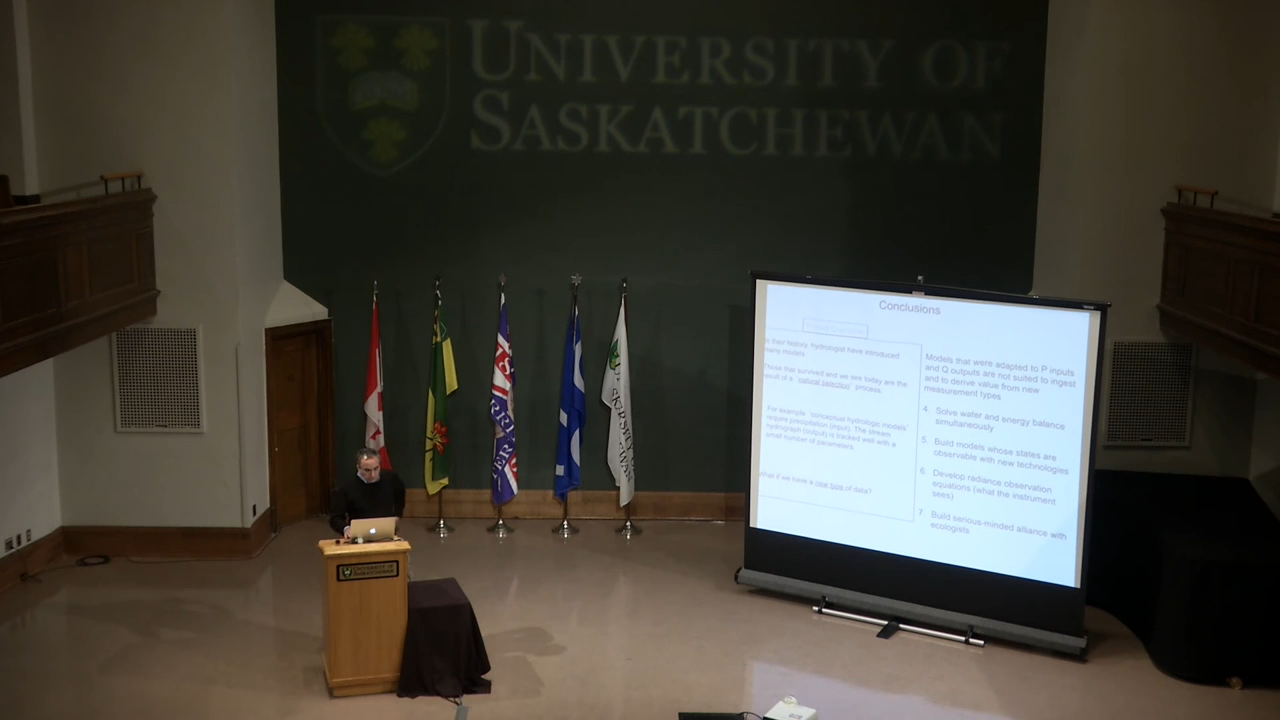 UNIVERSITY OF
SASKATCHEWAN
Conclusions
their history hydrologist have introduced
many models.
Those that survived and we see today are the
result of a "natural selection" process.
For example "conceptual hydrologic models"
require precipitation (input). The stream
hydrograph (output) is tracked well with a
small number of parameters.
What if we have a new type of data?
Models that were adapted to P inputs
and Q outputs are not suited to ingest
and to derive value from new
measurement types
4. Solve water and energy balance
simultaneously
5. Build models whose states are
observable with new technologies
6. Develop radiance observation
equations (what the instrument
sees)
7 Build serious-minded alliance with
ecologists
UNIVERSITY OF
SASKATCHEWAN